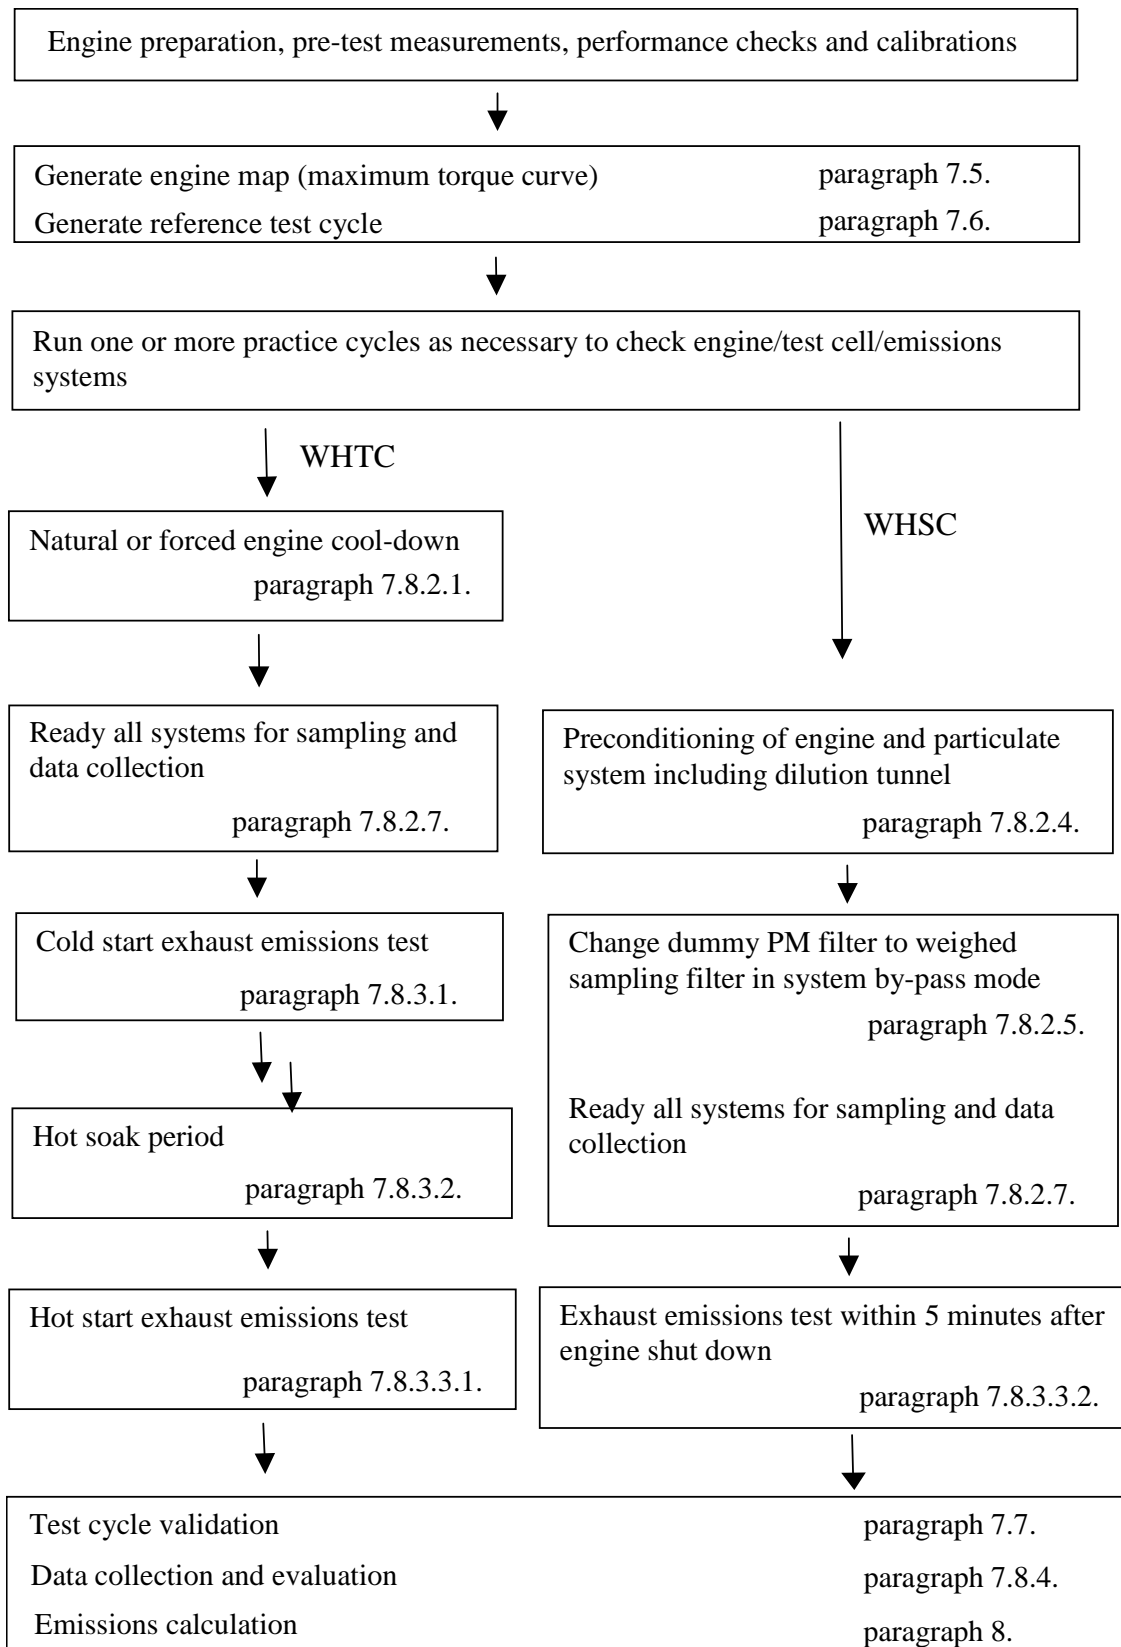 Engine preparation, pre-test measurements, performance checks and calibrations
Generate engine map (maximum torque curve) paragraph 7.5.
Generate reference test cycle paragraph 7.6.
Run one or more practice cycles as necessary to check engine/test cell/emissions
systems
WHTC
Natural or forced engine cool-down
paragraph 7.8.2.1.
Ready all systems for sampling and
data collection
paragraph 7.8.2.7.
Cold start exhaust emissions test
paragraph 7.8.3.1.
Hot soak period
paragraph 7.8.3.2.
Hot start exhaust emissions test
paragraph 7.8.3.3.1.
WHSC
Preconditioning of engine and particulate
system including dilution tunnel
paragraph 7.8.2.4.
Change dummy PM filter to weighed
sampling filter in system by-pass mode
paragraph 7.8.2.5.
Ready all systems for sampling and data
collection
paragraph 7.8.2.7.
Exhaust emissions test within 5 minutes after
engine shut down
paragraph 7.8.3.3.2.
Test cycle validation paragraph 7.7.
Data collection and evaluation paragraph 7.8.4.
Emissions calculation paragraph 8.